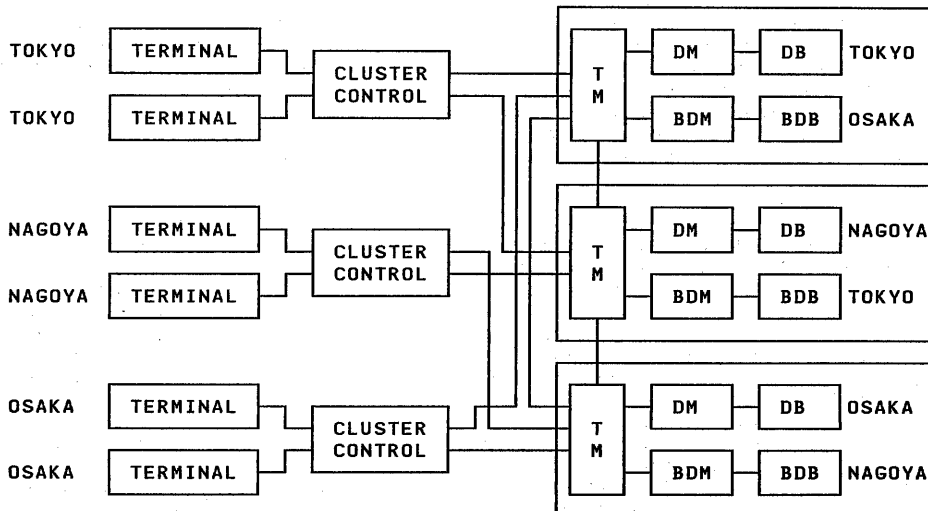 TOKYO TERMINAL
TOKYO TERMINAL
CLUSTER
CONTROL
T
M
DM DB TOKYO
BDM BDB OSAKA
NAGOYA TERMINAL
NAGOYA TERMINAL
CLUSTER
CONTROL
T
M
DM DB NAGOYA
BDM BDB TOKYO
OSAKA TERMINAL
OSAKA TERMINAL
CLUSTER
CONTROL
T
M
DM DB OSAKA
BDM BDB NAGOYA